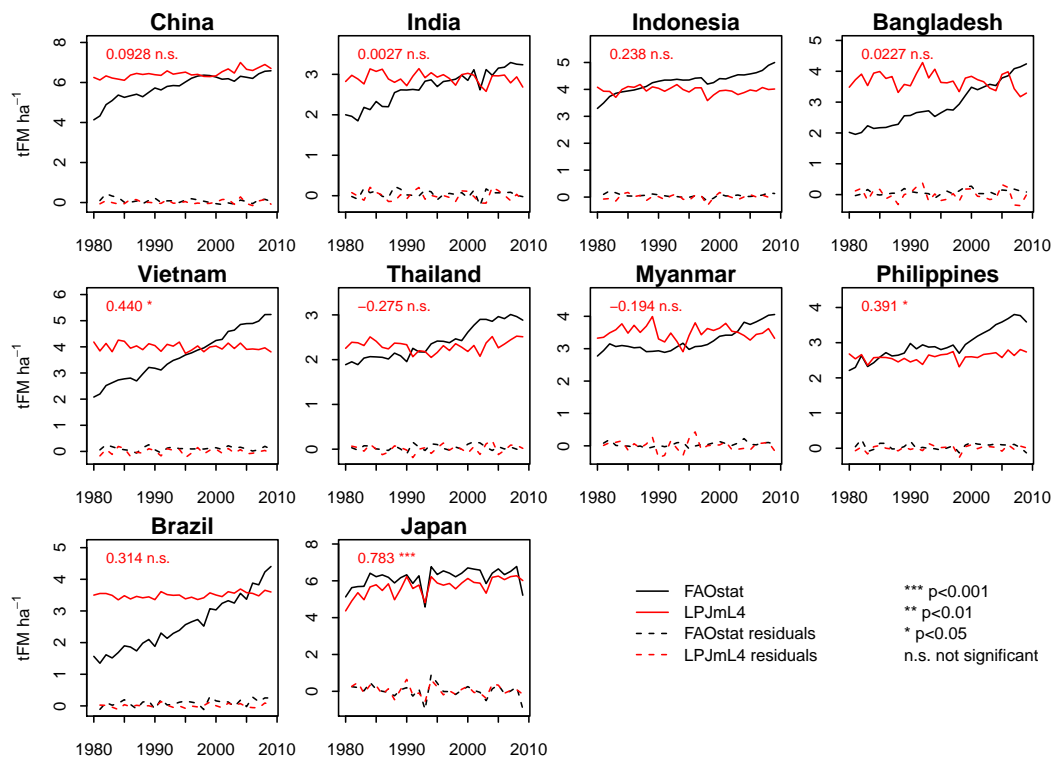 China
India
Indonesia
Bangladesh
0.0928 n.s.
0.0027 n.s.
0.238 n.s.
0.0227 n.s.
tFM ha−1
0 2 4 6 8
0 1 2 3
0 1 2 3 4 5
0 1 2 3 4 5
1980 1990 2000 2010
1980 1990 2000 2010
1980 1990 2000 2010
1980 1990 2000 2010
Vietnam
Thailand
Myanmar
Philippines
0.440 *
−0.275 n.s.
−0.194 n.s.
0.391 *
tFM ha−1
0 1 2 3 4 5 6
0 1 2 3
0 1 2 3 4
0 1 2 3 4
1980 1990 2000 2010
1980 1990 2000 2010
1980 1990 2000 2010
1980 1990 2000 2010
Brazil
Japan
0.314 n.s.
0.783 ***
tFM ha−1
0 1 2 3 4 5
0 2 4 6 8
1980 1990 2000 2010
1980 1990 2000 2010
FAOstat
LPJmL4
FAOstat residuals
LPJmL4 residuals
*** p<0.001
** p<0.01
* p<0.05
n.s. not significant